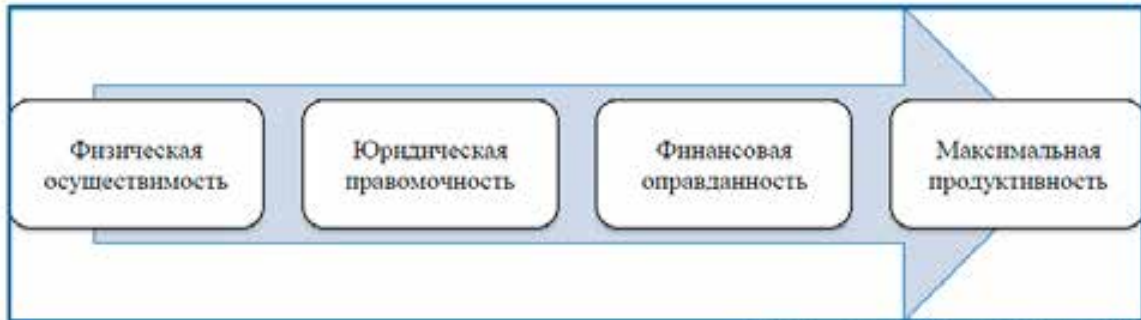 Физическая
осуществимость
Юридическая
правомочность
Финансовая
оправданность
Максимальная
продуктивность